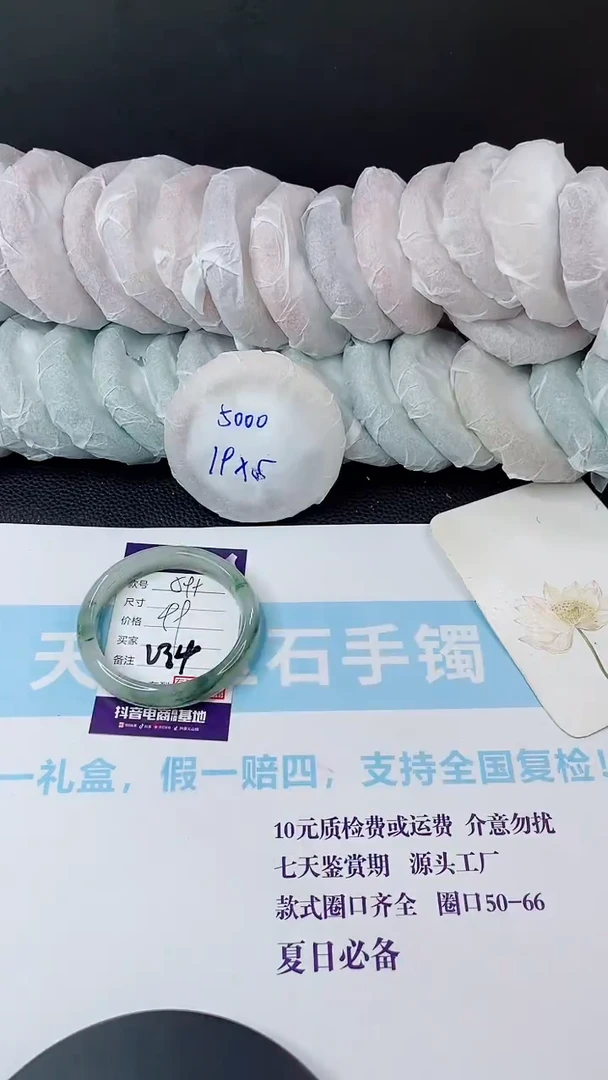 5000
款号
尺寸
价格
买家
备注 V34
抖音电商基地
天
石手镯
一礼盒，假一赔四，支持全国复检！
10元质检费或运费 介意勿扰
七天鉴赏期 源头工厂
款式圈口齐全 圈口50-66
夏日必备